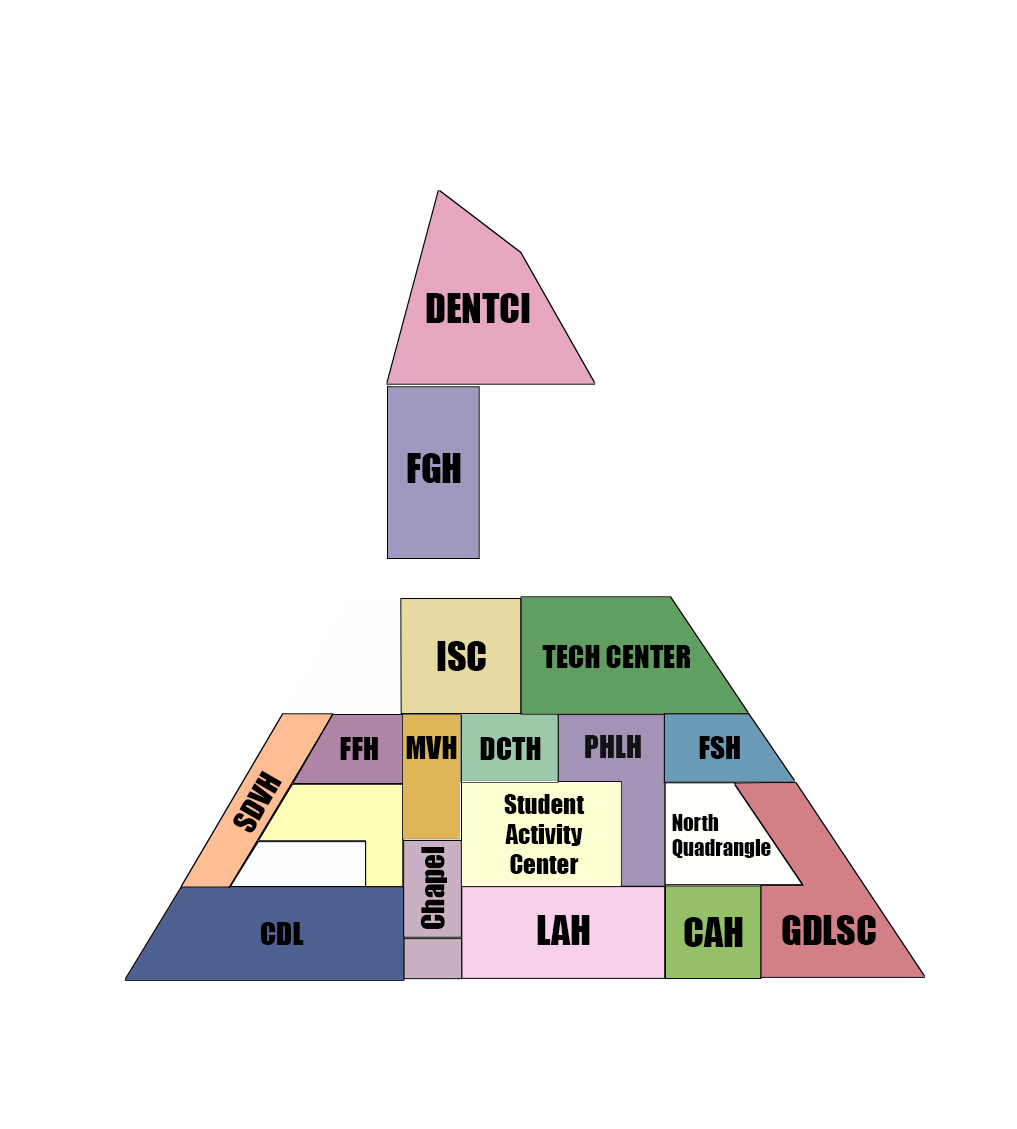 DENTCI
FGH
ISC
TECH CENTER
FFH
MVH
DCTH
PHLH
FSH
SDVH
Student
Activity
Center
North
Quadrangle
Chapel
CDL
LAH
CAH
GDLSC